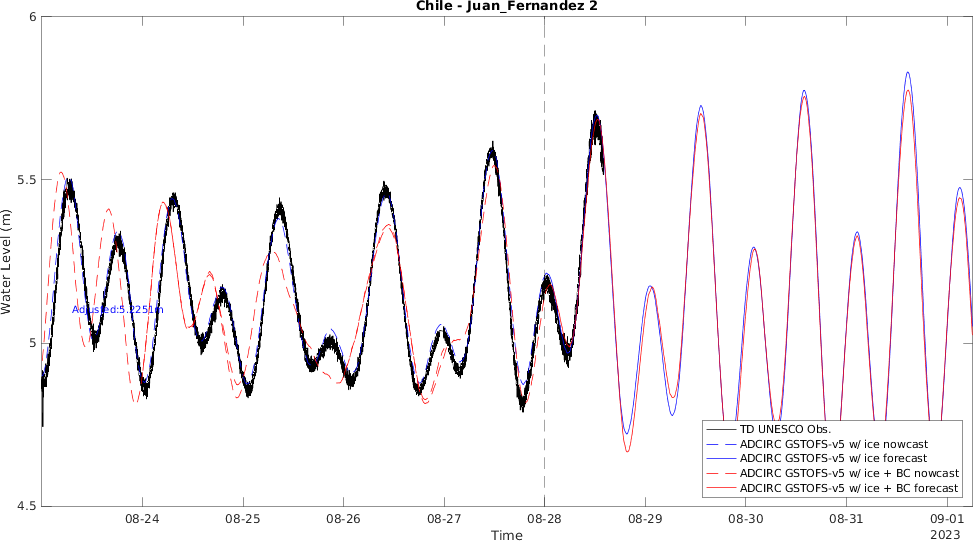 Chile - Juan_Fernandez 2
6
5.5
5
4.5
Water Level (m)
Adjusted:5.2251m
TD UNESCO Obs.
ADCIRC GSTOFS-v5 w/ ice nowcast
ADCIRC GSTOFS-v5 w/ ice forecast
ADCIRC GSTOFS-v5 w/ ice + BC nowcast
ADCIRC GSTOFS-v5 w/ ice + BC forecast
08-24 08-25 08-26 08-27 08-28 08-29 08-30 08-31 09-01
2023
Time